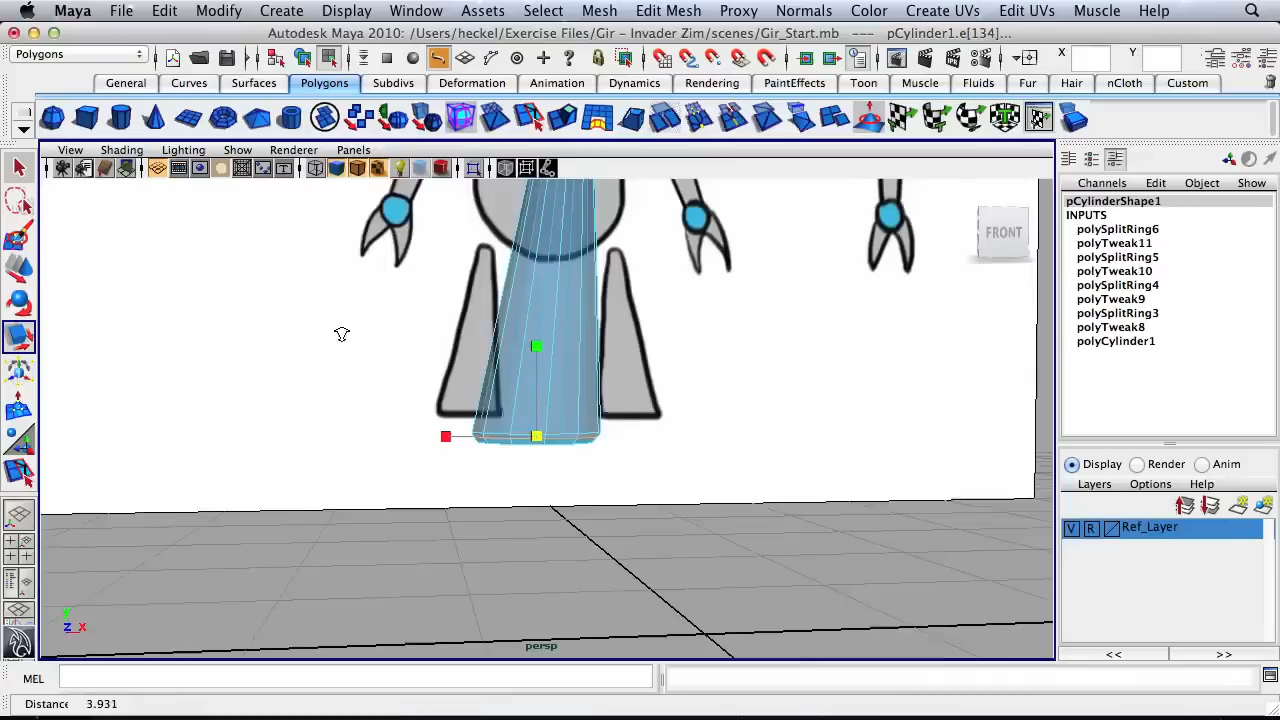 Maya File Edit Modify Create Display Window Assets Select Mesh Edit Mesh Proxy Normals Color Create UVs Edit UVs Muscle Help
Autodesk Maya 2010: /Users/heckel/Exercise Files/Gir – Invader Zim/scenes/Gir_Start.mb --- pCylinder1.e[134]...
Polygons X Y
General Curves Surfaces Polygons Subdivs Deformation Animation Dynamics Rendering PaintEffects Toon Muscle Fluids Fur Hair nCloth Custom
View Shading Lighting Show Renderer Panels
Channels Edit Object Show
pCylinderShape1
INPUTS
polySplitRing6
polyTweak11
polySplitRing5
polyTweak10
polySplitRing4
polyTweak9
polySplitRing3
polyTweak8
polyCylinder1
FRONT
Display Render Anim
Layers Options Help
V R Ref_Layer
Y
Z X
persp
<< >>
MEL
Distance 3.931